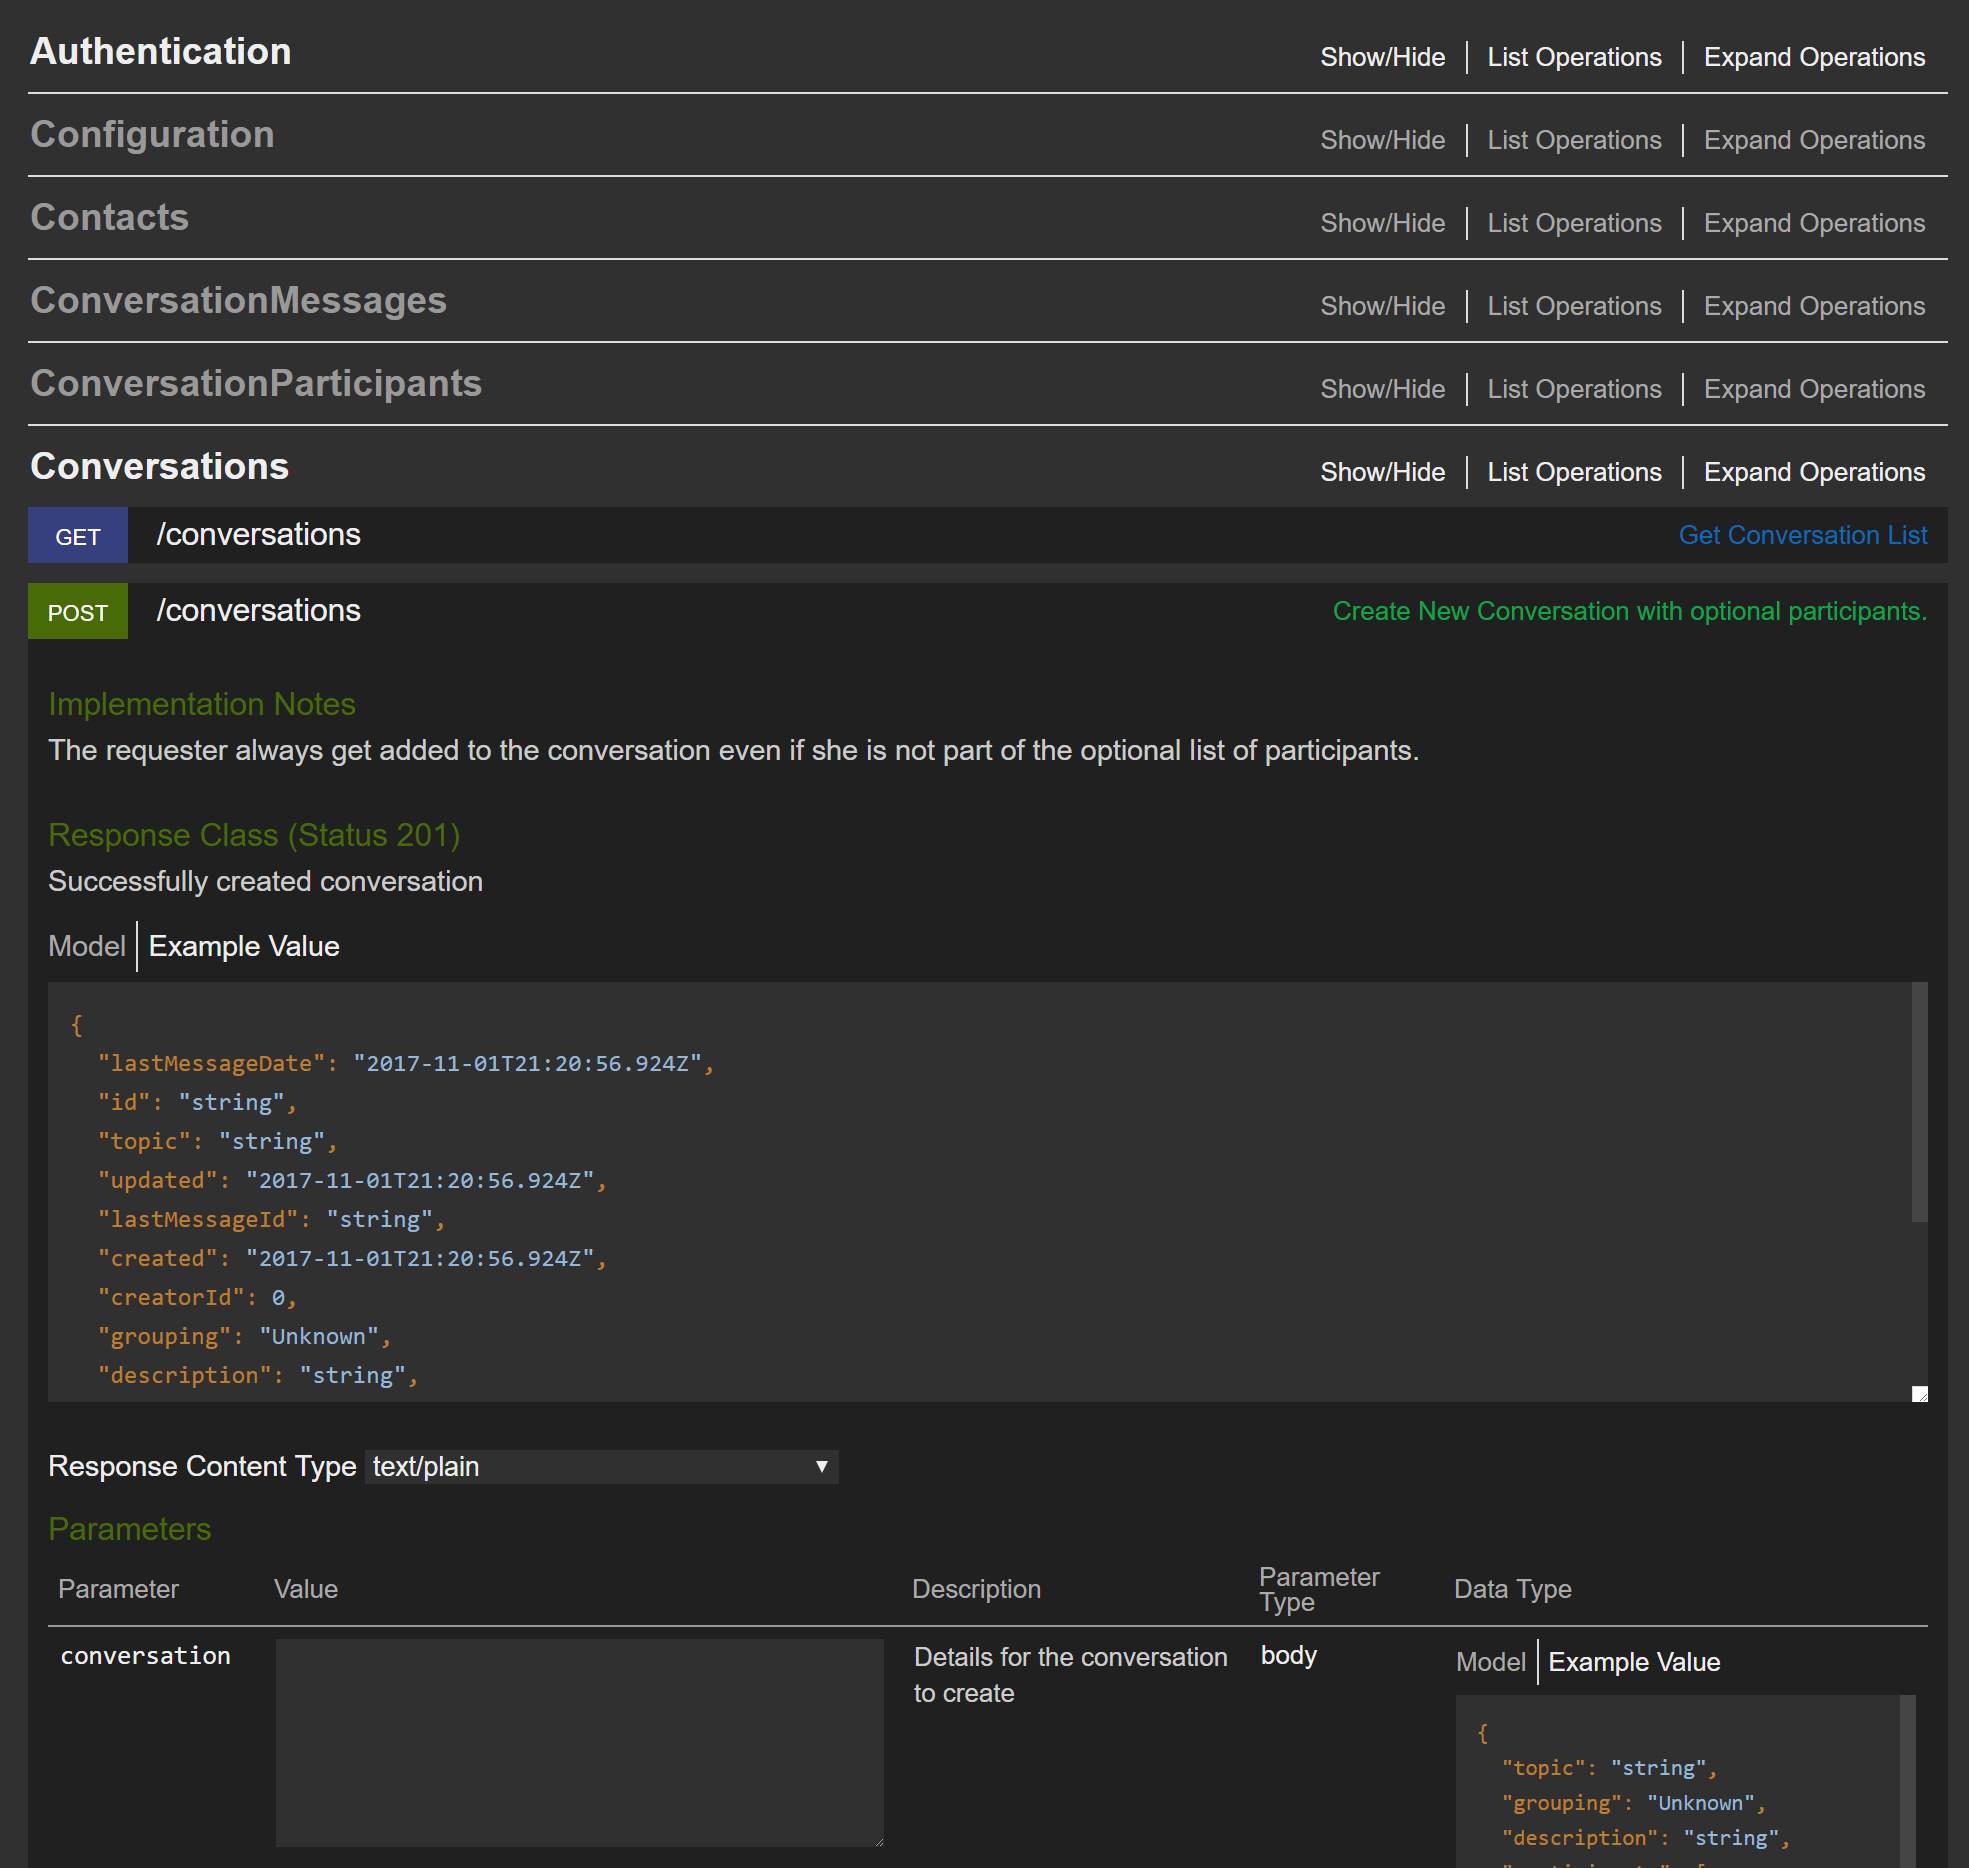 Authentication Show/Hide List Operations Expand Operations
Configuration Show/Hide List Operations Expand Operations
Contacts Show/Hide List Operations Expand Operations
ConversationMessages Show/Hide List Operations Expand Operations
ConversationParticipants Show/Hide List Operations Expand Operations
Conversations Show/Hide List Operations Expand Operations
GET /conversations Get Conversation List
POST /conversations Create New Conversation with optional participants.
Implementation Notes
The requester always get added to the conversation even if she is not part of the optional list of participants.
Response Class (Status 201)
Successfully created conversation
Model Example Value
{
"lastMessageDate": "2017-11-01T21:20:56.924Z",
"id": "string",
"topic": "string",
"updated": "2017-11-01T21:20:56.924Z",
"lastMessageId": "string",
"created": "2017-11-01T21:20:56.924Z",
"creatorId": 0,
"grouping": "Unknown",
"description": "string",
Response Content Type text/plain
Parameters
Parameter Value Description Parameter Type Data Type
conversation
Details for the conversation
to create
body
Model Example Value
{
"topic": "string",
"grouping": "Unknown",
"description": "string",